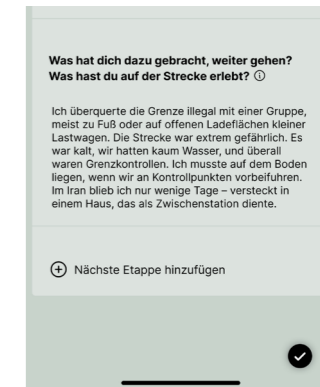 Was hat dich dazu gebracht, weiter gehen?
Was hast du auf der Strecke erlebt? ⓘ
Ich überquerte die Grenze illegal mit einer Gruppe,
meist zu Fuß oder auf offenen Ladeflächen kleiner
Lastwagen. Die Strecke war extrem gefährlich. Es
war kalt, wir hatten kaum Wasser, und überall
waren Grenzkontrollen. Ich musste auf dem Boden
liegen, wenn wir an Kontrollpunkten vorbeifuhren.
Im Iran blieb ich nur wenige Tage – versteckt in
einem Haus, das als Zwischenstation diente.
Nächste Etappe hinzufügen